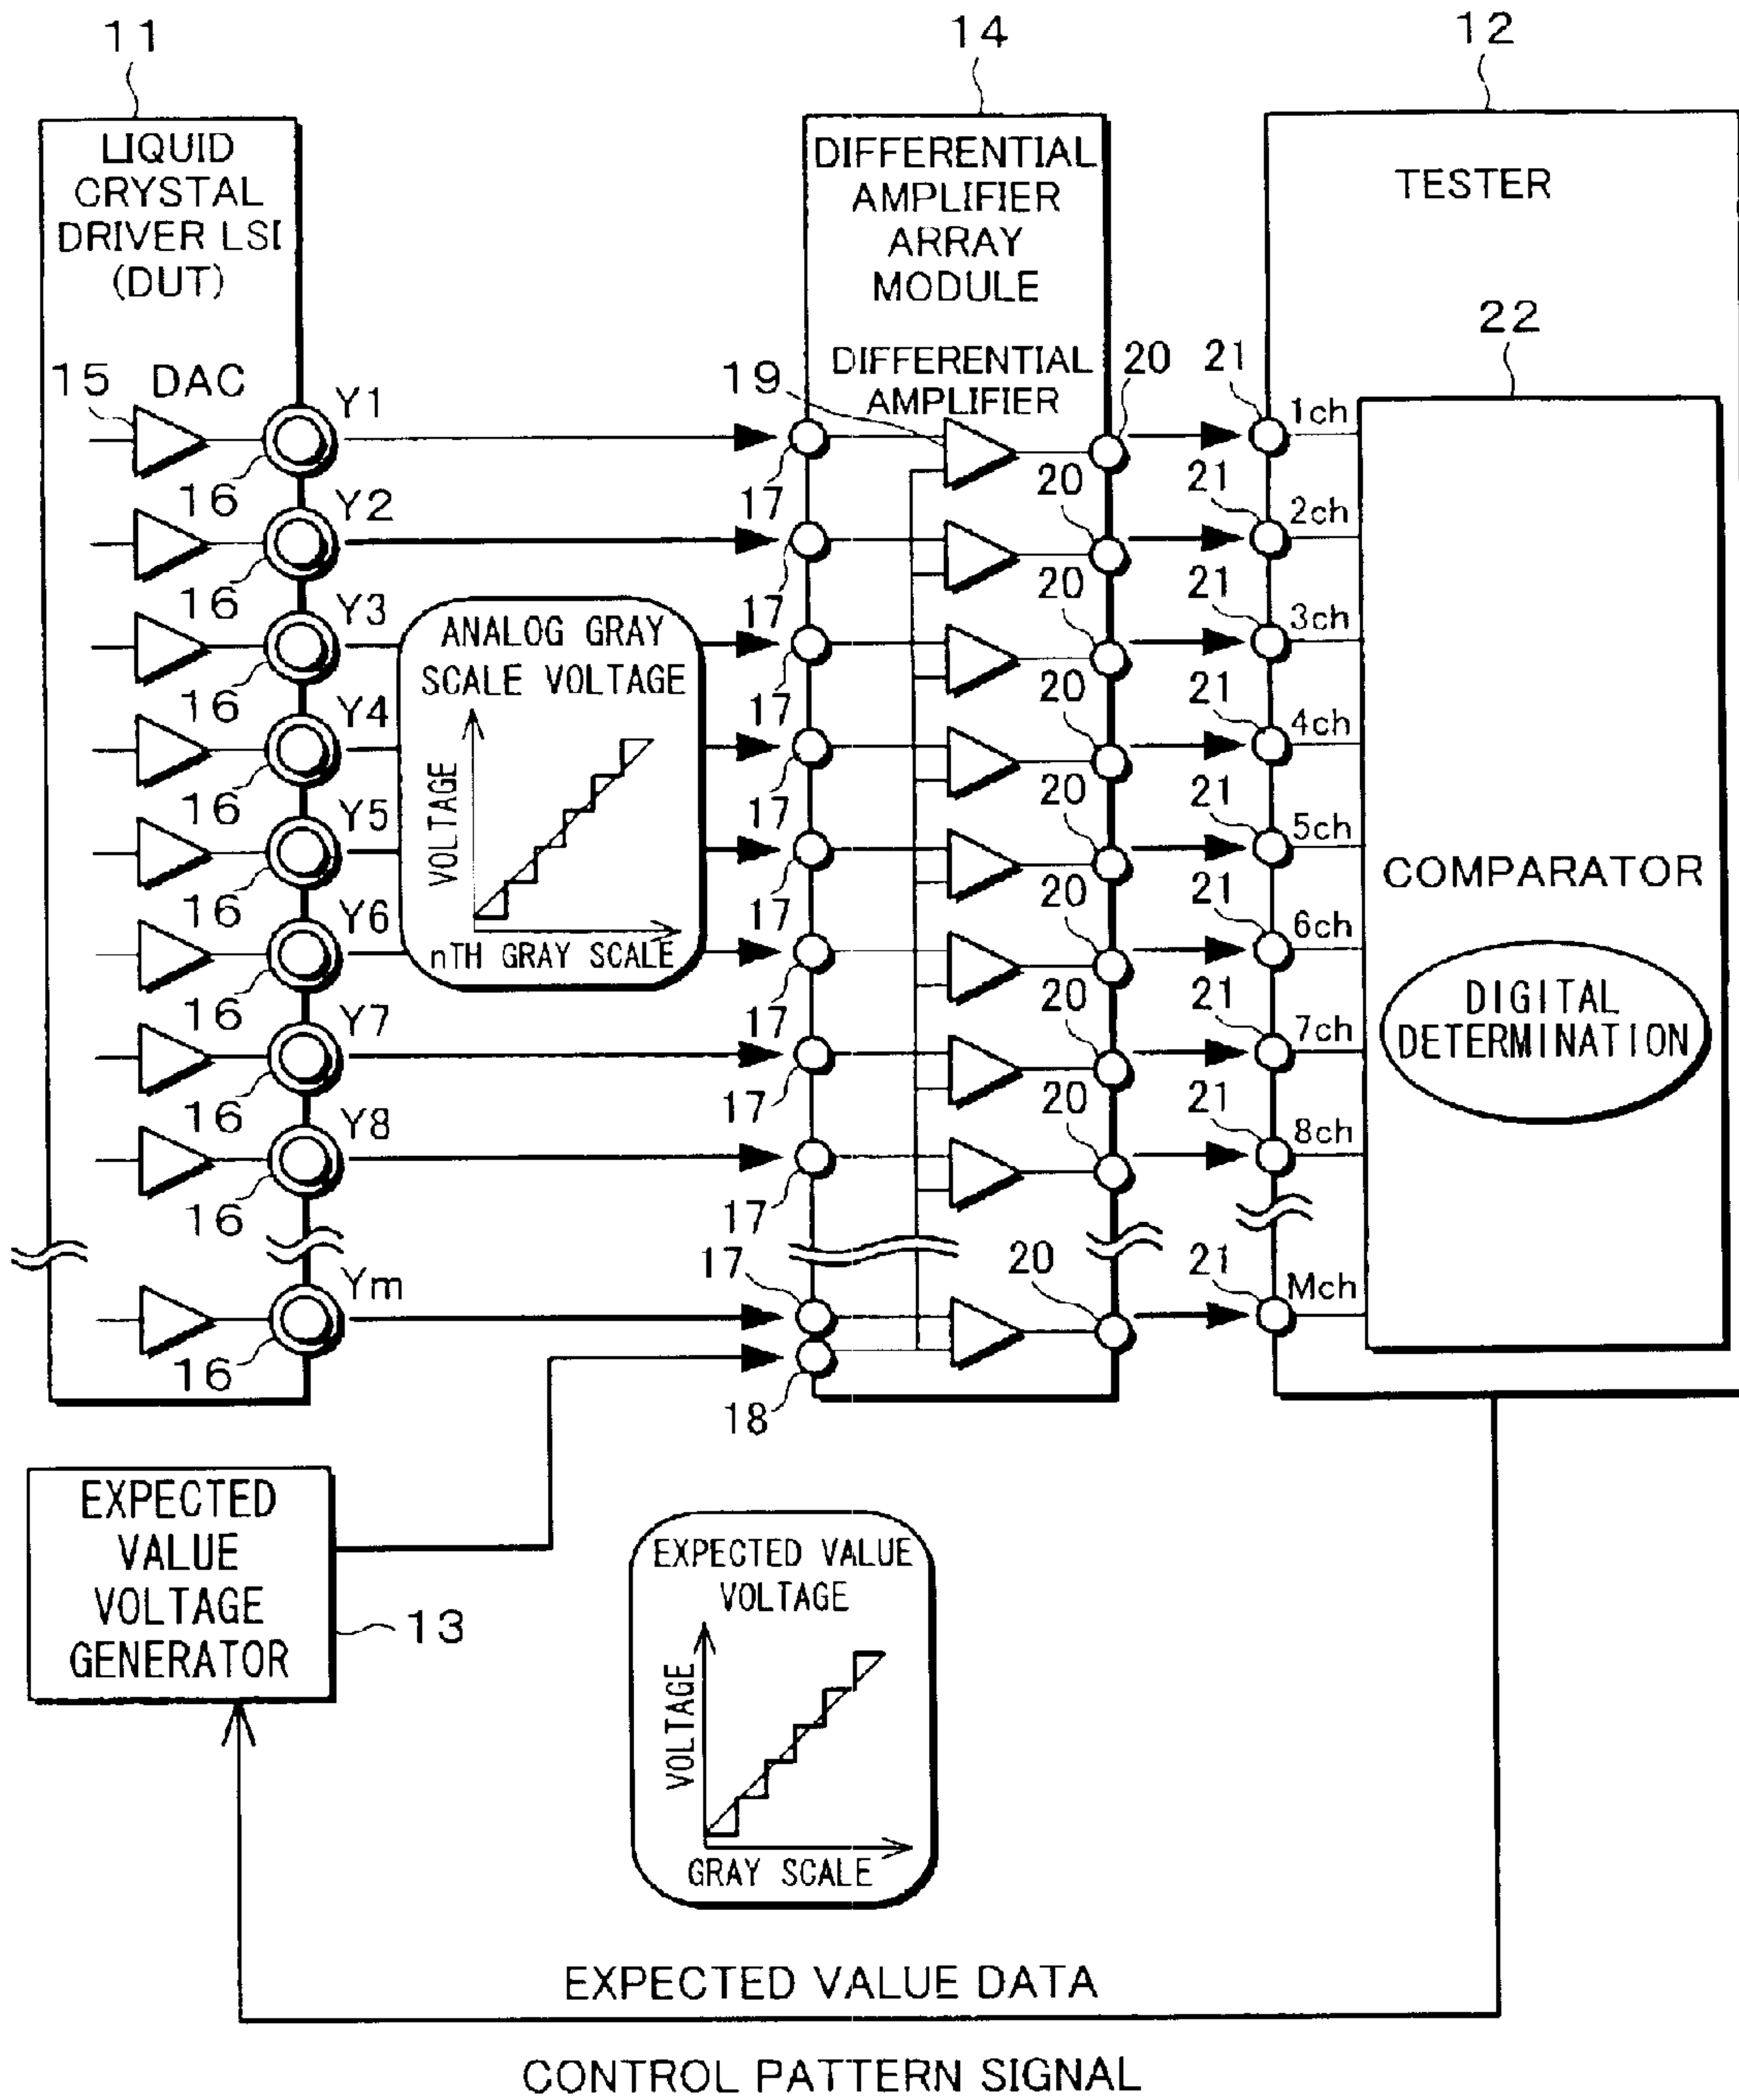 11
14
12
LIQUID
CRYSTAL
DRIVER LSI
(DUT)
DIFFERENTIAL
AMPLIFIER
ARRAY
MODULE
TESTER
22
15 DAC
DIFFERENTIAL
AMPLIFIER
19
Y1
16
17
20
21
1ch
Y2
16
17
20
21
2ch
Y3
16
17
20
21
3ch
Y4
16
17
20
21
4ch
Y5
16
17
20
21
5ch
Y6
16
17
20
21
6ch
Y7
16
17
20
21
7ch
Y8
16
17
20
21
8ch
Ym
16
17
20
21
Mch
18
ANALOG GRAY
SCALE VOLTAGE
VOLTAGE
nTH GRAY SCALE
COMPARATOR
DIGITAL
DETERMINATION
EXPECTED
VALUE
VOLTAGE
GENERATOR
13
EXPECTED VALUE
VOLTAGE
VOLTAGE
GRAY SCALE
EXPECTED VALUE DATA
CONTROL PATTERN SIGNAL